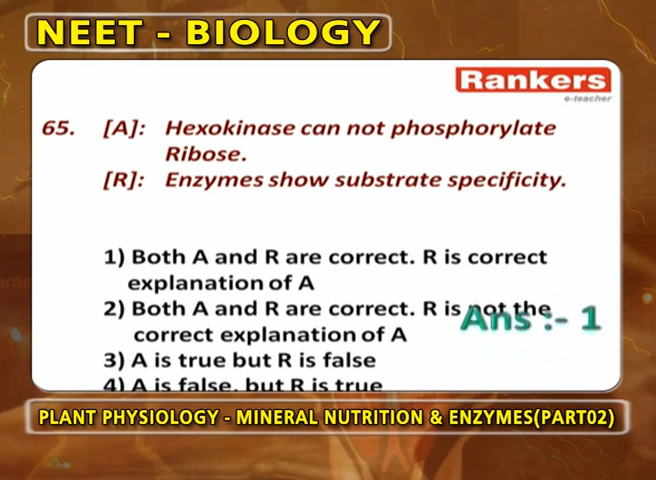 NEET - BIOLOGY
Rankers
e-teacher
65. [A]: Hexokinase can not phosphorylate
Ribose.
[R]: Enzymes show substrate specificity.
1) Both A and R are correct. R is correct
explanation of A
2) Both A and R are correct. R is not the
correct explanation of A
Ans :- 1
3) A is true but R is false
4) A is false, but R is true
PLANT PHYSIOLOGY - MINERAL NUTRITION & ENZYMES(PART02)